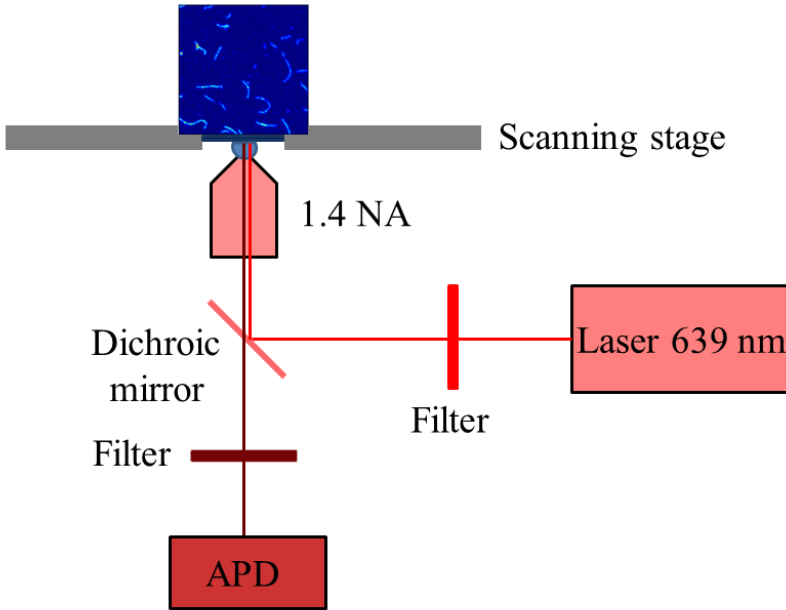 Scanning stage
1.4 NA
Dichroic
mirror
Laser 639 nm
Filter
Filter
APD